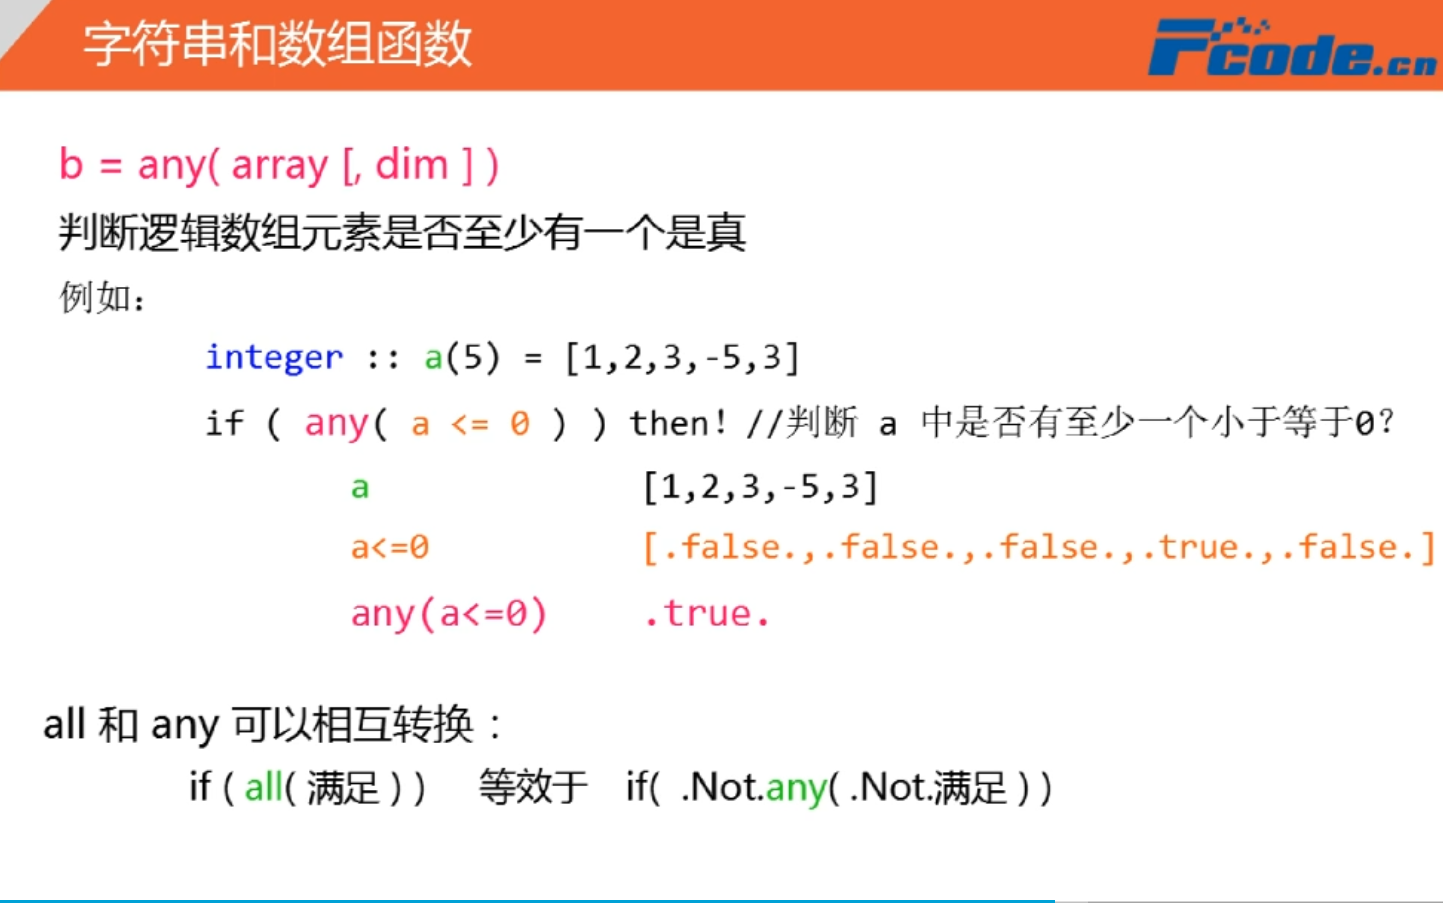 字符串和数组函数
Fcode.cn
b = any( array [, dim ] )
判断逻辑数组元素是否至少有一个是真
例如：
integer :: a(5) = [1,2,3,-5,3]
if ( any( a <= 0 ) ) then! //判断 a 中是否有至少一个小于等于0?
a [1,2,3,-5,3]
a<=0 [.false.,.false.,.false.,.true.,.false.]
any(a<=0) .true.
all 和 any 可以相互转换：
if ( all( 满足 ) ) 等效于 if( .Not.any( .Not.满足 ) )